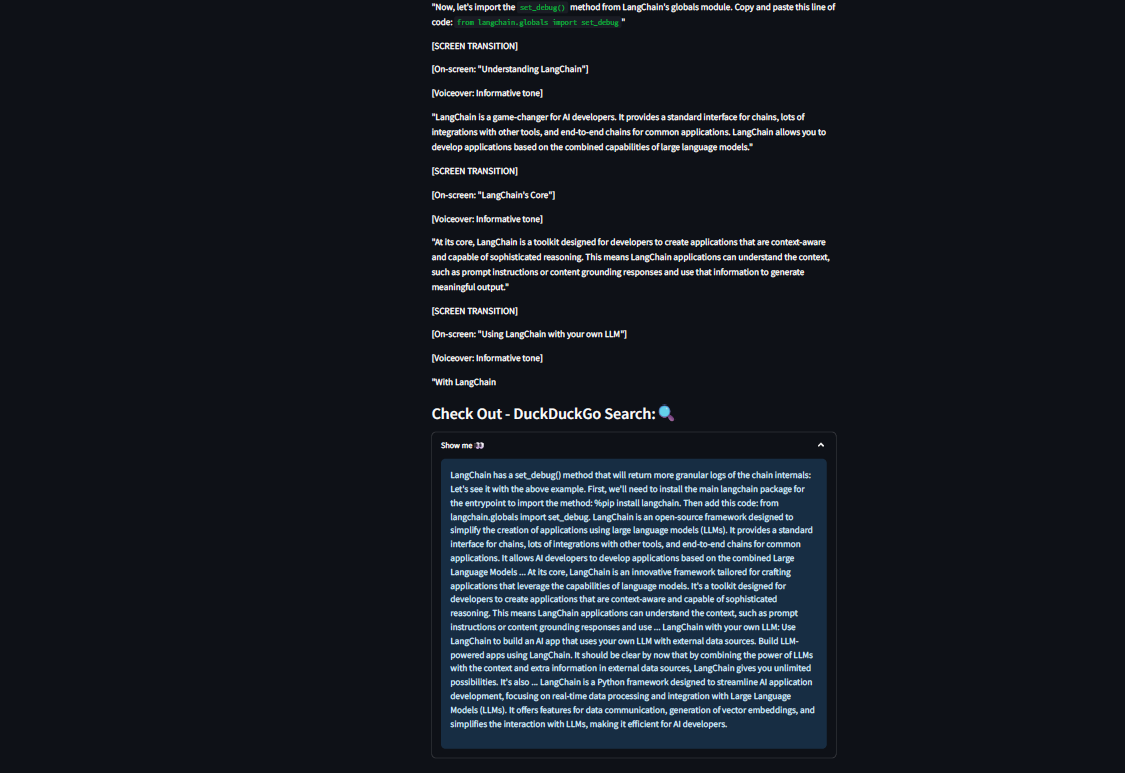 "Now, let's import the set_debug() method from LangChain's globals module. Copy and paste this line of
code: from langchain.globals import set_debug "
[SCREEN TRANSITION]
[On-screen: "Understanding LangChain"]
[Voiceover: Informative tone]
"LangChain is a game-changer for AI developers. It provides a standard interface for chains, lots of
integrations with other tools, and end-to-end chains for common applications. LangChain allows you to
develop applications based on the combined capabilities of large language models."
[SCREEN TRANSITION]
[On-screen: "LangChain's Core"]
[Voiceover: Informative tone]
"At its core, LangChain is a toolkit designed for developers to create applications that are context-aware
and capable of sophisticated reasoning. This means LangChain applications can understand the context,
such as prompt instructions or content grounding responses and use that information to generate
meaningful output."
[SCREEN TRANSITION]
[On-screen: "Using LangChain with your own LLM"]
[Voiceover: Informative tone]
"With LangChain
Check Out - DuckDuckGo Search: 🔍
Show me 👀
LangChain has a set_debug() method that will return more granular logs of the chain internals:
Let's see it with the above example. First, we'll need to install the main langchain package for
the entrypoint to import the method: %pip install langchain. Then add this code: from
langchain.globals import set_debug. LangChain is an open-source framework designed to
simplify the creation of applications using large language models (LLMs). It provides a standard
interface for chains, lots of integrations with other tools, and end-to-end chains for common
applications. It allows AI developers to develop applications based on the combined Large
Language Models ... At its core, LangChain is an innovative framework tailored for crafting
applications that leverage the capabilities of language models. It's a toolkit designed for
developers to create applications that are context-aware and capable of sophisticated
reasoning. This means LangChain applications can understand the context, such as prompt
instructions or content grounding responses and use ... LangChain with your own LLM: Use
LangChain to build an AI app that uses your own LLM with external data sources. Build LLM-
powered apps using LangChain. It should be clear by now that by combining the power of LLMs
with the context and extra information in external data sources, LangChain gives you unlimited
possibilities. It's also ... LangChain is a Python framework designed to streamline AI application
development, focusing on real-time data processing and integration with Large Language
Models (LLMs). It offers features for data communication, generation of vector embeddings, and
simplifies the interaction with LLMs, making it efficient for AI developers.